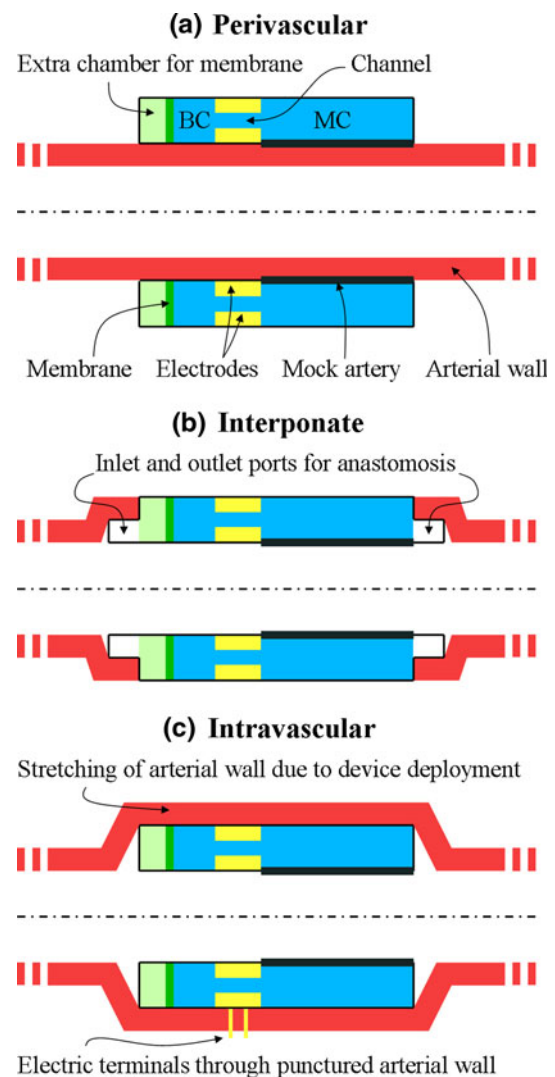 (a) Perivascular
Extra chamber for membrane
Channel
BC
MC
Membrane
Electrodes
Mock artery
Arterial wall
(b) Interponate
Inlet and outlet ports for anastomosis
(c) Intravascular
Stretching of arterial wall due to device deployment
Electric terminals through punctured arterial wall